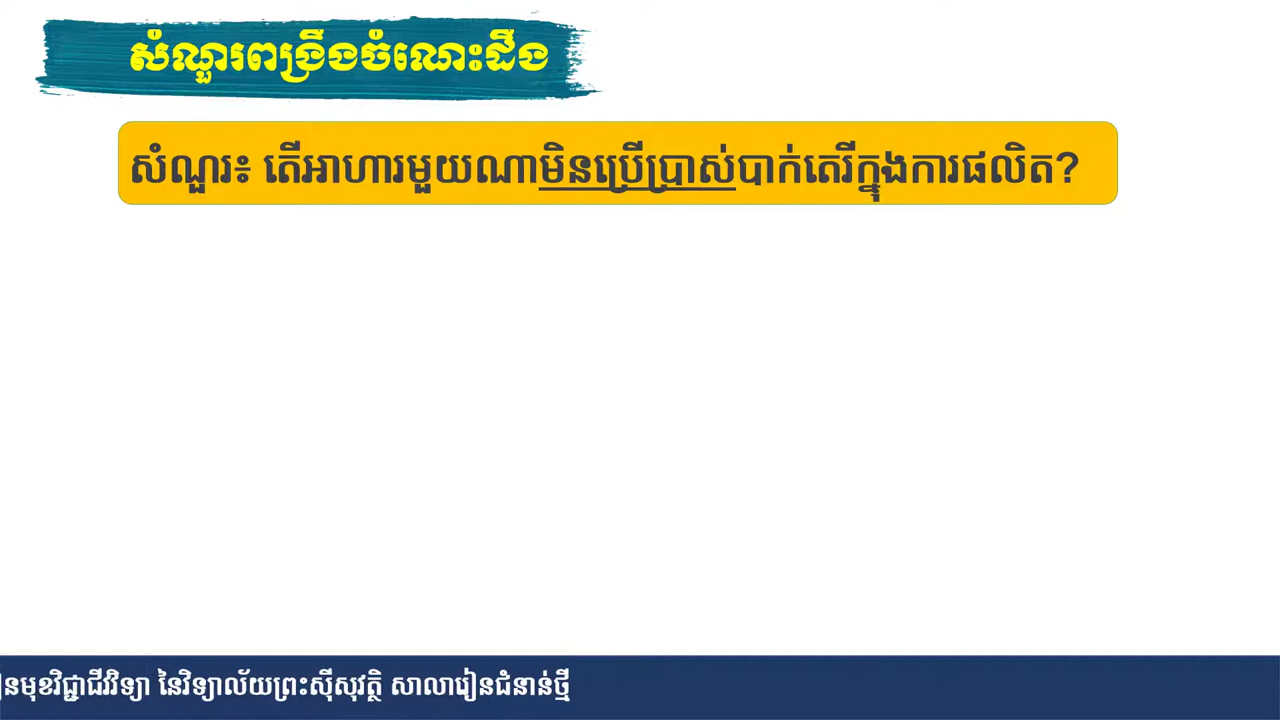 សំណួរពង្រឹងចំណេះដឹង
សំណួរ៖ តើអាហារមួយណាមិនប្រើប្រាស់បាក់តេរីក្នុងការផលិត?
មុខវិជ្ជាជីវវិទ្យា នៃវិទ្យាល័យព្រះស៊ីសុវត្ថិ សាលារៀនជំនាន់ថ្មី